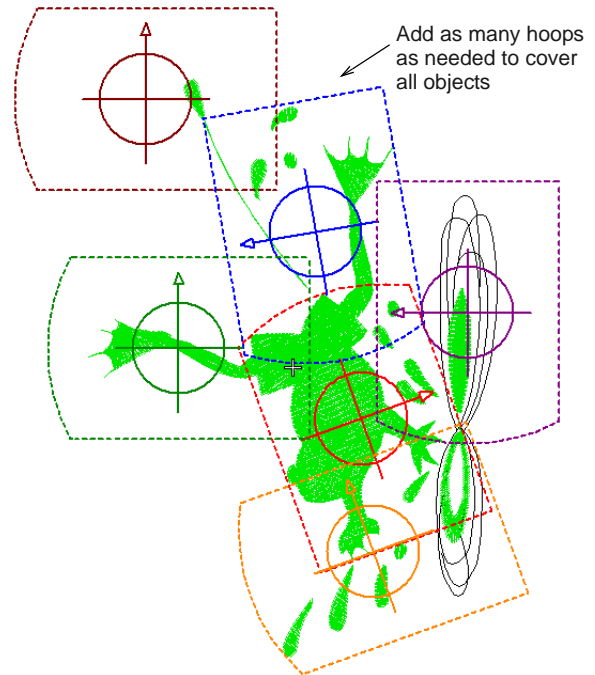 Add as many hoops
as needed to cover
all objects